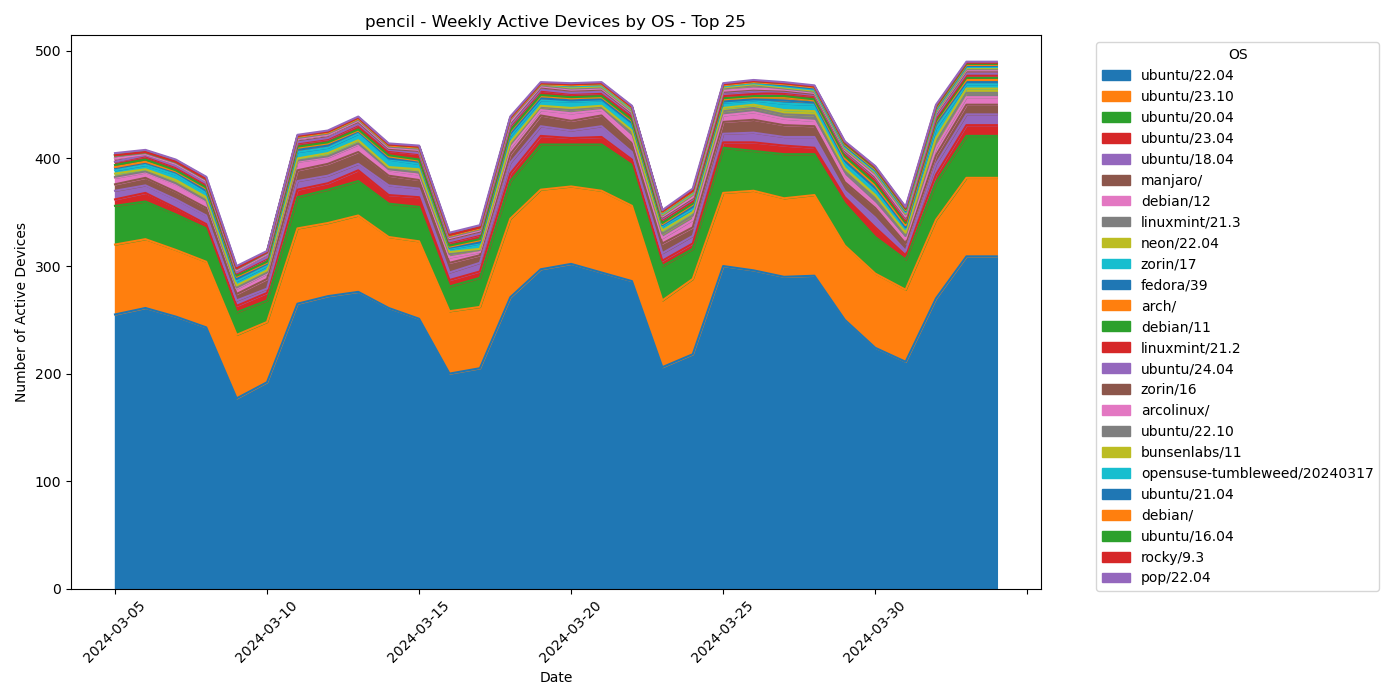 pencil - Weekly Active Devices by OS - Top 25
Number of Active Devices
500
400
300
200
100
0
2024-03-05
2024-03-10
2024-03-15
2024-03-20
2024-03-25
2024-03-30
Date
OS
ubuntu/22.04
ubuntu/23.10
ubuntu/20.04
ubuntu/23.04
ubuntu/18.04
manjaro/
debian/12
linuxmint/21.3
neon/22.04
zorin/17
fedora/39
arch/
debian/11
linuxmint/21.2
ubuntu/24.04
zorin/16
arcolinux/
ubuntu/22.10
bunsenlabs/11
opensuse-tumbleweed/20240317
ubuntu/21.04
debian/
ubuntu/16.04
rocky/9.3
pop/22.04